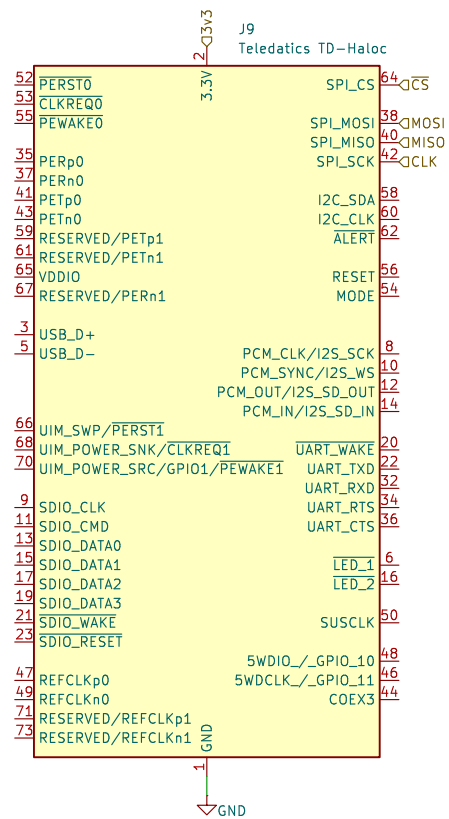 3v3
J9
Teledatics TD-Haloc
2
3.3V
52 PERST0 SPI_CS 64 CS
53 CLKREQ0
55 PEWAKE0 SPI_MOSI 38 MOSI
SPI_MISO 40 MISO
35 PERp0 SPI_SCK 42 CLK
37 PERn0
41 PETp0 I2C_SDA 58
43 PETn0 I2C_CLK 60
59 RESERVED/PETp1 ALERT 62
61 RESERVED/PETn1
65 VDDIO RESET 56
67 RESERVED/PERn1 MODE 54
3 USB_D+
5 USB_D- PCM_CLK/I2S_SCK 8
PCM_SYNC/I2S_WS 10
PCM_OUT/I2S_SD_OUT 12
PCM_IN/I2S_SD_IN 14
66 UIM_SWP/PERST1
68 UIM_POWER_SNK/CLKREQ1 UART_WAKE 20
70 UIM_POWER_SRC/GPIO1/PEWAKE1 UART_TXD 22
UART_RXD 32
9 SDIO_CLK UART_RTS 34
11 SDIO_CMD UART_CTS 36
13 SDIO_DATA0
15 SDIO_DATA1 LED_1 6
17 SDIO_DATA2 LED_2 16
19 SDIO_DATA3
21 SDIO_WAKE SUSCLK 50
23 SDIO_RESET
5WDIO_/_GPIO_10 48
47 REFCLKp0 5WDCLK_/_GPIO_11 46
49 REFCLKn0 COEX3 44
71 RESERVED/REFCLKp1
73 RESERVED/REFCLKn1
GND
1
GND